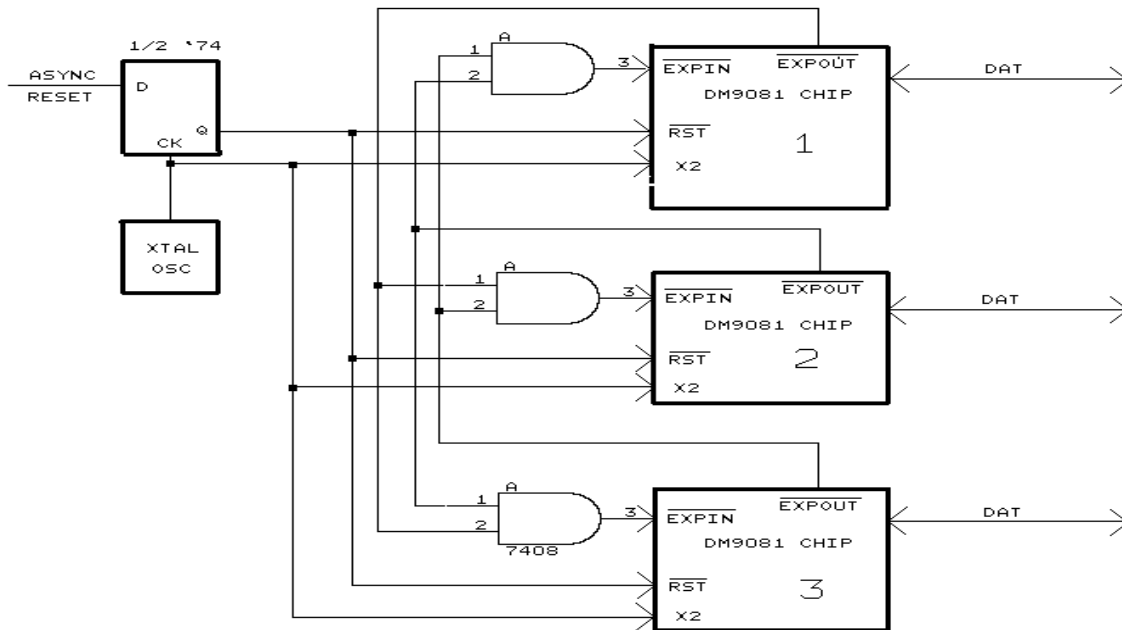 1/2 '74
ASYNC
RESET
D
Q
CK
XTAL
OSC
A
1
2
3
EXPIN
EXPOUT
DM9081 CHIP
1
RST
X2
DAT
A
1
2
3
EXPIN
EXPOUT
DM9081 CHIP
2
RST
X2
DAT
A
1
2
3
7408
EXPIN
EXPOUT
DM9081 CHIP
3
RST
X2
DAT